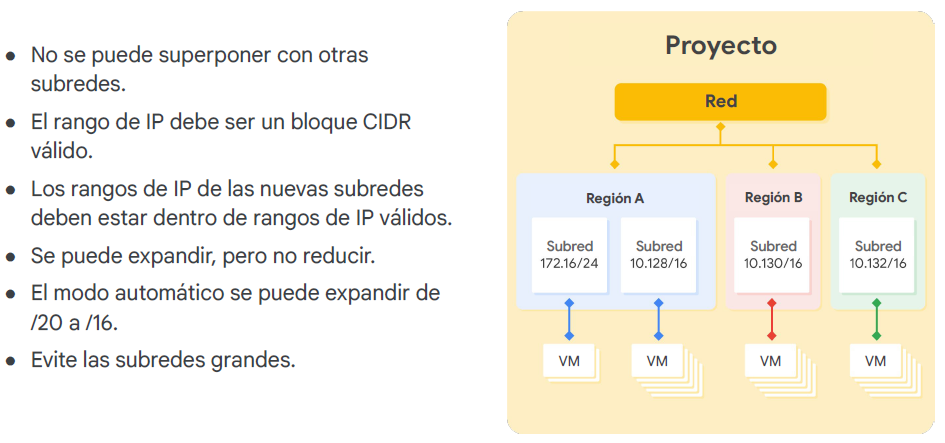 ● No se puede superponer con otras
subredes.
● El rango de IP debe ser un bloque CIDR
válido.
● Los rangos de IP de las nuevas subredes
deben estar dentro de rangos de IP válidos.
● Se puede expandir, pero no reducir.
● El modo automático se puede expandir de
/20 a /16.
● Evite las subredes grandes.
Proyecto
Red
Región A
Subred
172.16/24
Subred
10.128/16
Región B
Subred
10.130/16
Región C
Subred
10.132/16
VM
VM
VM
VM